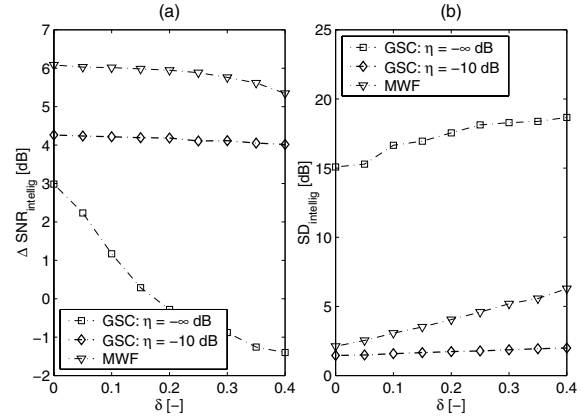 (a)
7
6
5
4
3
2
1
0
−1
−2
Δ SNR_intellig [dB]
GSC: η = −∞ dB
GSC: η = −10 dB
MWF
0 0.1 0.2 0.3 0.4
δ [−]
(b)
25
20
15
10
5
0
SD_intellig [dB]
GSC: η = −∞ dB
GSC: η = −10 dB
MWF
0 0.1 0.2 0.3 0.4
δ [−]